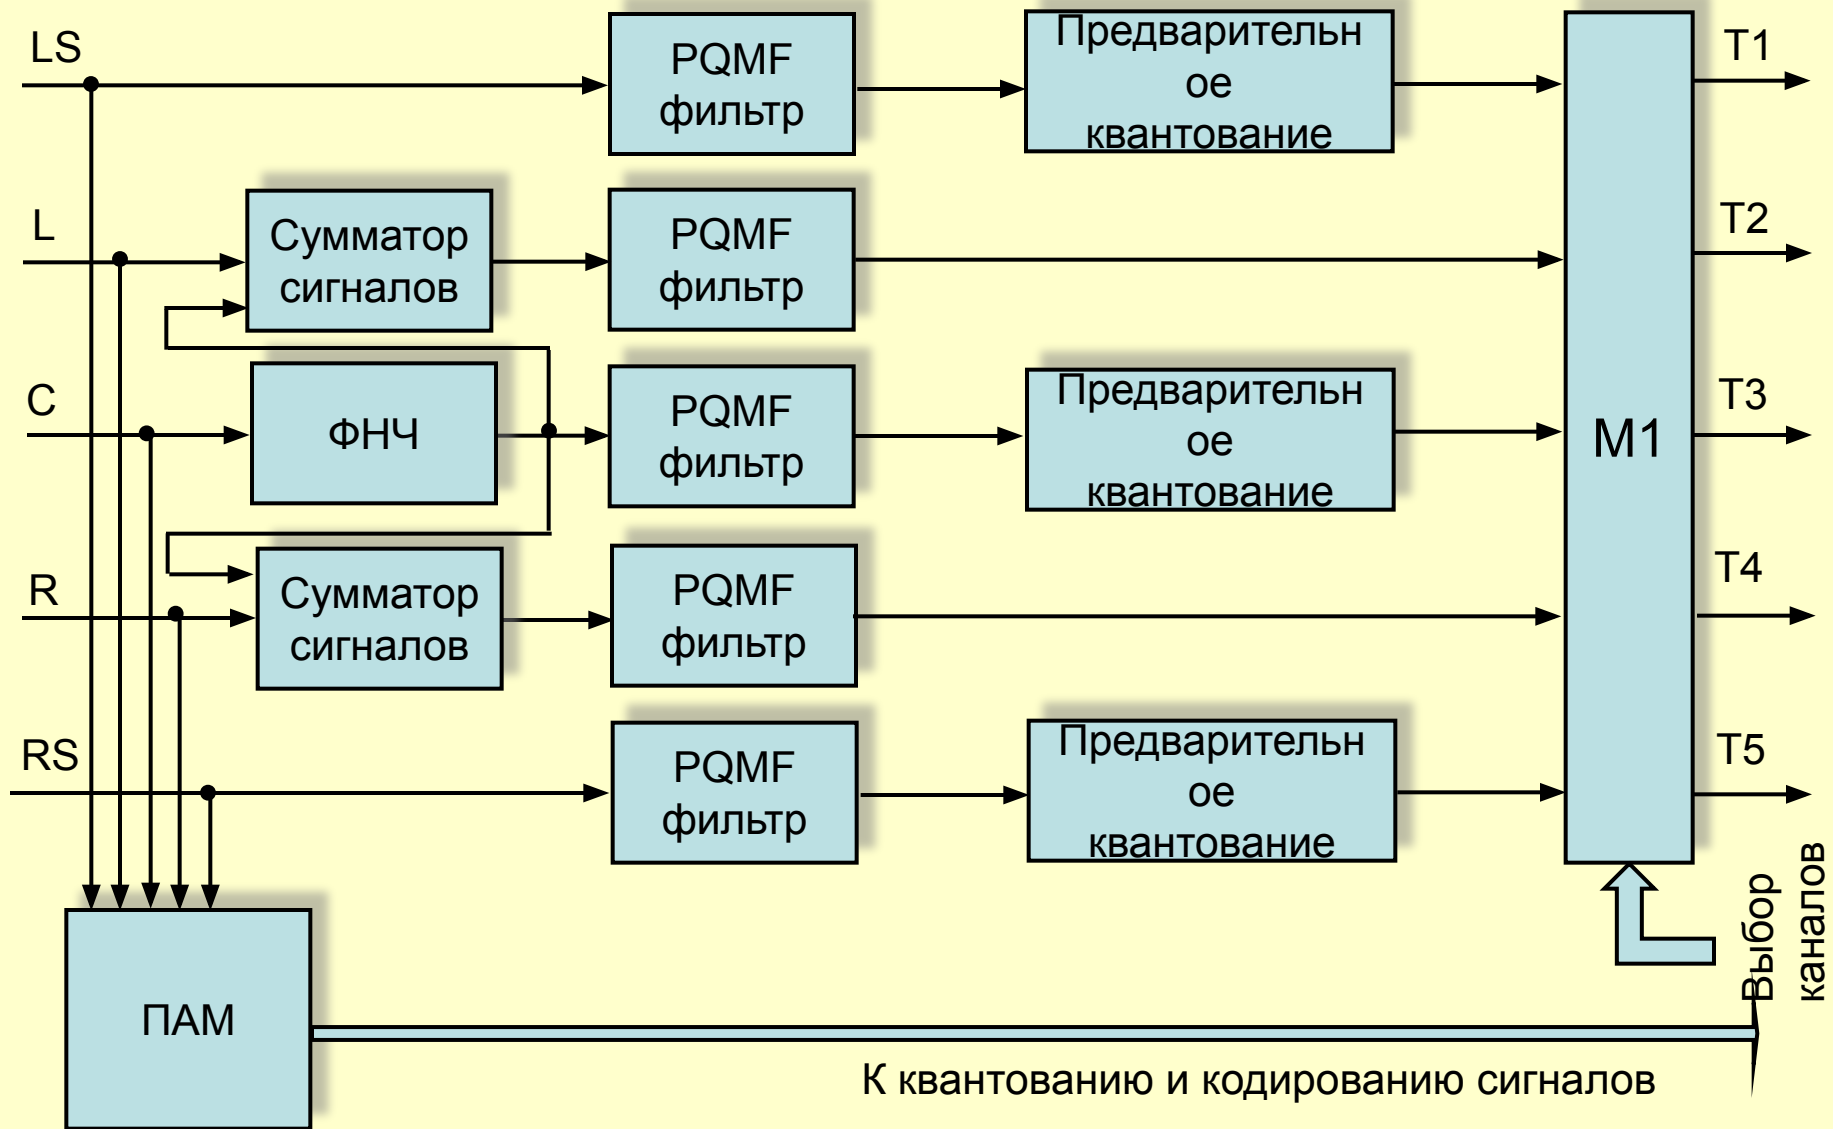 LS
PQMF
фильтр
Предварительн
ое
квантование
T1
L
Сумматор
сигналов
PQMF
фильтр
T2
C
ФНЧ
PQMF
фильтр
Предварительн
ое
квантование
М1
T3
R
Сумматор
сигналов
PQMF
фильтр
T4
RS
PQMF
фильтр
Предварительн
ое
квантование
T5
Выбор
каналов
ПАМ
К квантованию и кодированию сигналов